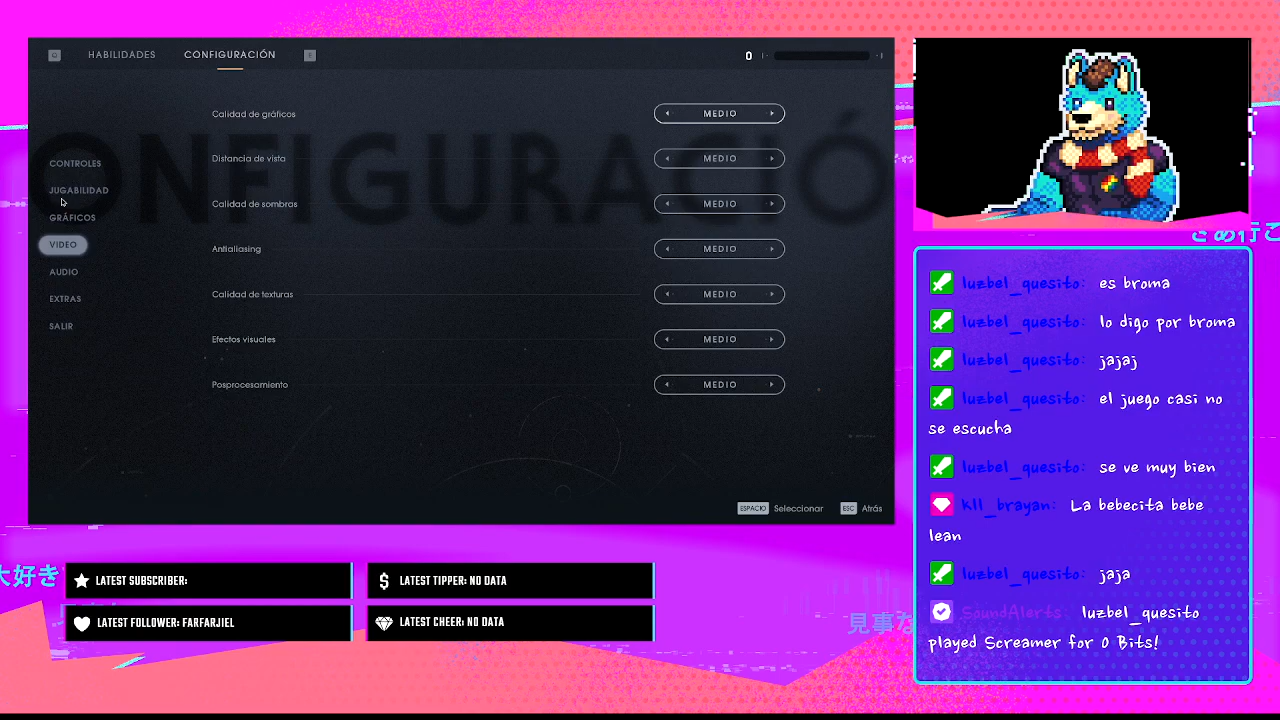 Q
HABILIDADES
CONFIGURACIÓN
E
0
ONFIGURACIÓ
CONTROLES
JUGABILIDAD
GRÁFICOS
VIDEO
AUDIO
EXTRAS
SALIR
Calidad de gráficos
MEDIO
Distancia de vista
MEDIO
Calidad de sombras
MEDIO
Antialiasing
MEDIO
Calidad de texturas
MEDIO
Efectos visuales
MEDIO
Posprocesamiento
MEDIO
ESPACIO Seleccionar
ESC Atrás
luzbel_quesito: es broma
luzbel_quesito: lo digo por broma
luzbel_quesito: jajaj
luzbel_quesito: el juego casi no
se escucha
luzbel_quesito: se ve muy bien
Kll_brayan: La bebecita bebe
lean
luzbel_quesito: jaja
SoundAlerts: luzbel_quesito
played Screamer for 0 Bits!
大好き
LATEST SUBSCRIBER:
LATEST TIPPER: NO DATA
LATEST FOLLOWER: FARFARJIEL
LATEST CHEER: NO DATA
見事な